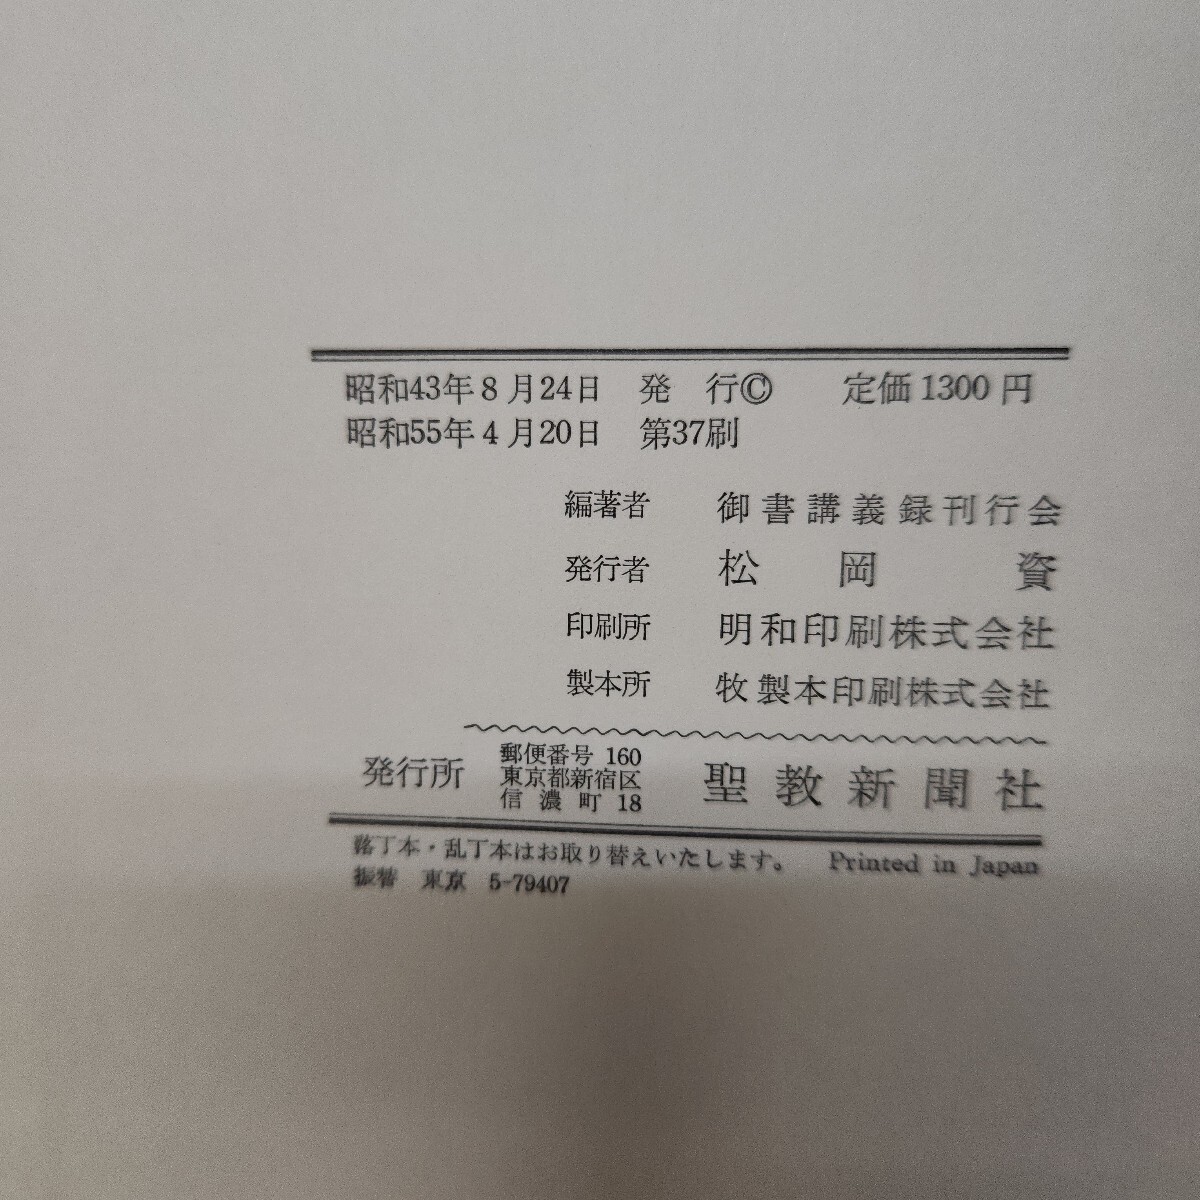 昭和43年8月24日 発 行© 定価1300円
昭和55年4月20日 第37刷
編著者 御書講義録刊行会
発行者 松岡 資
印刷所 明和印刷株式会社
製本所 牧製本印刷株式会社
発行所 郵便番号 160 東京都新宿区 信濃町18 聖教新聞社
落丁本・乱丁本はお取り替えいたします。 Printed in Japan
振替 東京 5-79407